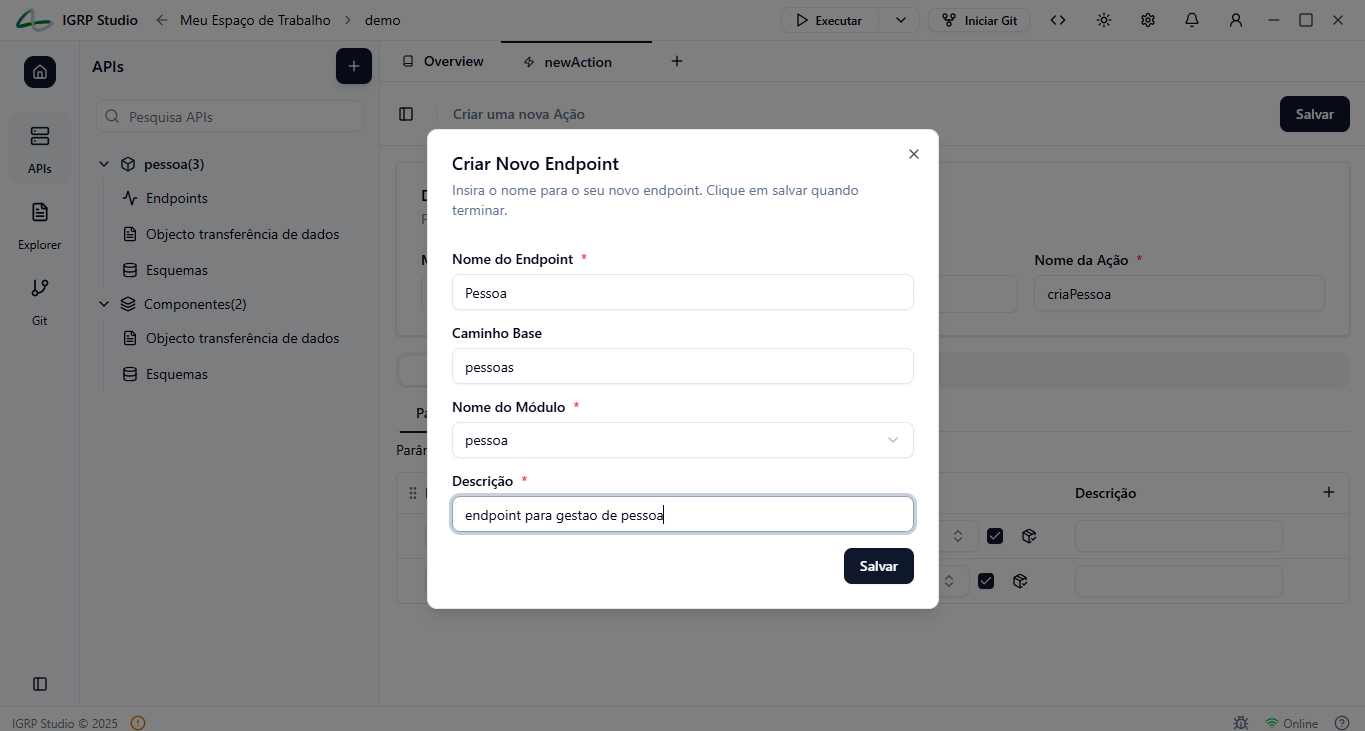 IGRP Studio
Meu Espaço de Trabalho
demo
Executar
Iniciar Git
APIs
Explorer
Git
APIs
Pesquisa APIs
pessoa(3)
Endpoints
Objecto transferência de dados
Esquemas
Componentes(2)
Objecto transferência de dados
Esquemas
Overview
newAction
Criar uma nova Ação
Salvar
Nome da Ação *
criaPessoa
Descrição
Criar Novo Endpoint
Insira o nome para o seu novo endpoint. Clique em salvar quando
terminar.
Nome do Endpoint *
Pessoa
Caminho Base
pessoas
Nome do Módulo *
pessoa
Descrição *
endpoint para gestao de pessoa
Salvar
IGRP Studio © 2025
Online